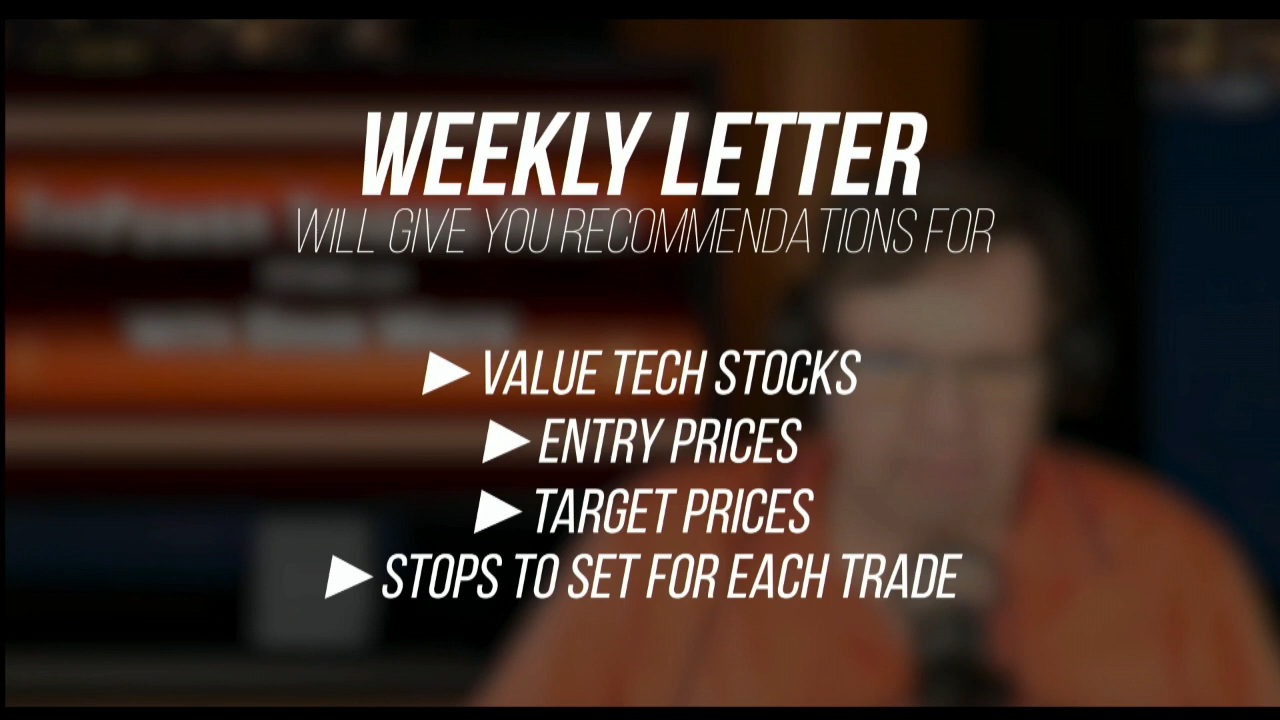 WEEKLY LETTER
WILL GIVE YOU RECOMMENDATIONS FOR
▶ VALUE TECH STOCKS
▶ ENTRY PRICES
▶ TARGET PRICES
▶ STOPS TO SET FOR EACH TRADE